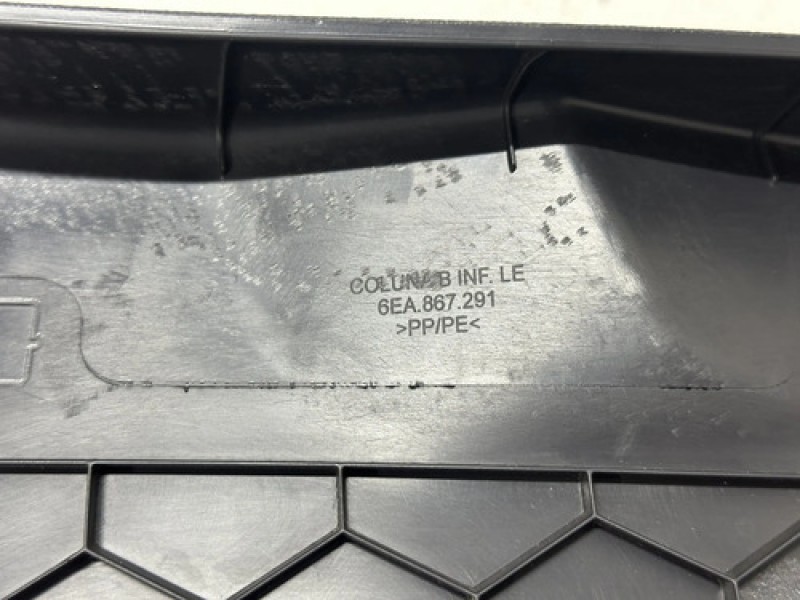 COLUNA B INF. LE
6EA.867.291
>PP/PE<